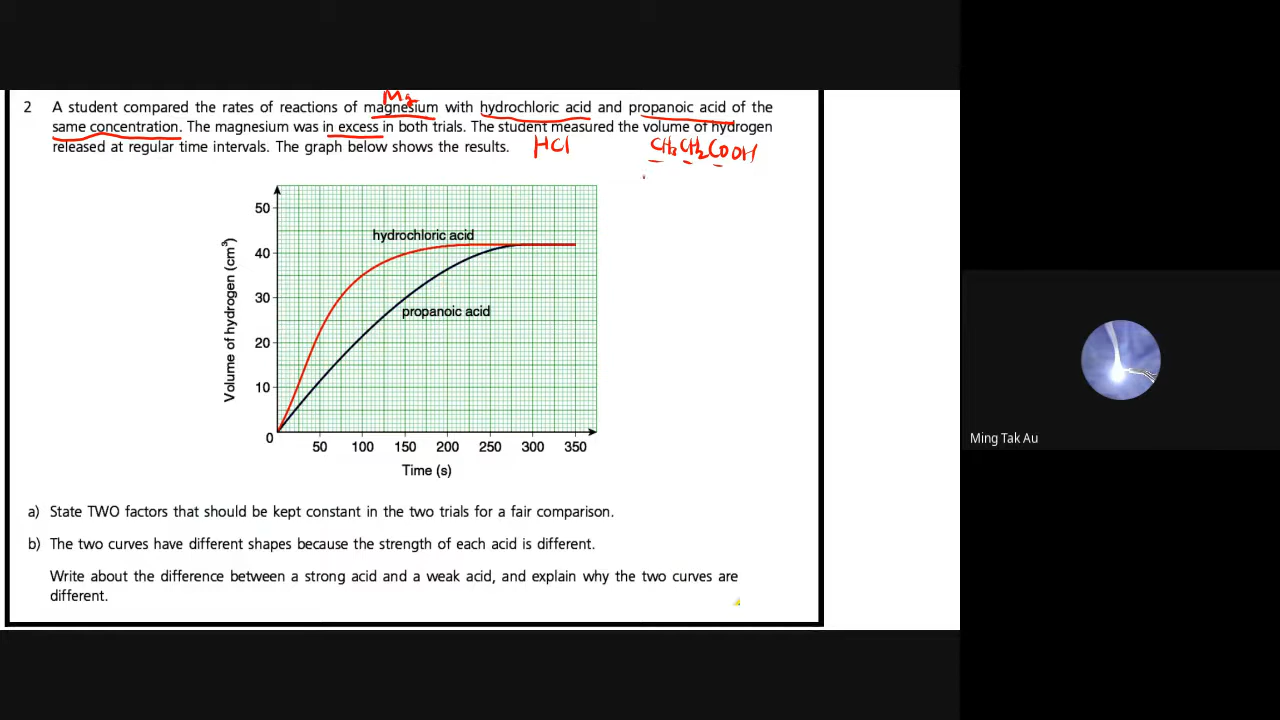 Mg
2 A student compared the rates of reactions of magnesium with hydrochloric acid and propanoic acid of the
same concentration. The magnesium was in excess in both trials. The student measured the volume of hydrogen
released at regular time intervals. The graph below shows the results.
HCl CH3CH2COOH
50
40
30
20
10
0
Volume of hydrogen (cm³)
hydrochloric acid
propanoic acid
50 100 150 200 250 300 350
Time (s)
a) State TWO factors that should be kept constant in the two trials for a fair comparison.
b) The two curves have different shapes because the strength of each acid is different.
Write about the difference between a strong acid and a weak acid, and explain why the two curves are
different.
Ming Tak Au